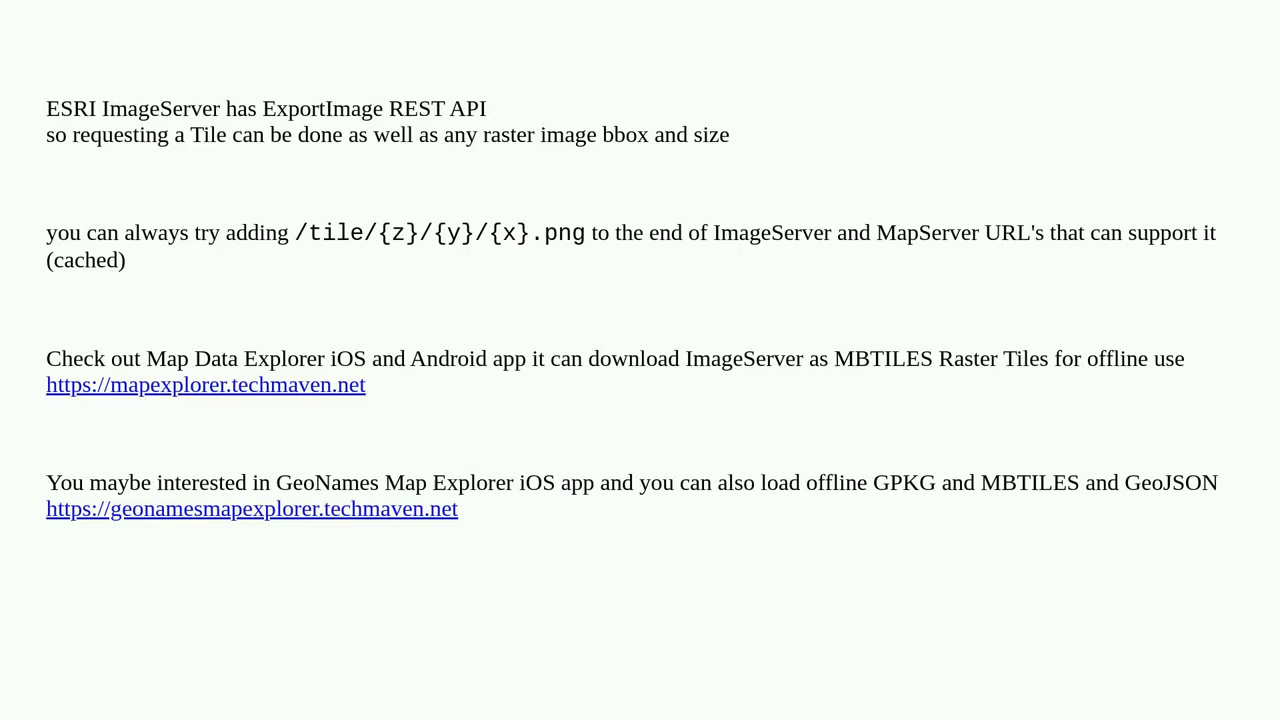 ESRI ImageServer has ExportImage REST API
so requesting a Tile can be done as well as any raster image bbox and size
you can always try adding /tile/{z}/{y}/{x}.png to the end of ImageServer and MapServer URL's that can support it
(cached)
Check out Map Data Explorer iOS and Android app it can download ImageServer as MBTILES Raster Tiles for offline use
https://mapexplorer.techmaven.net
You maybe interested in GeoNames Map Explorer iOS app and you can also load offline GPKG and MBTILES and GeoJSON
https://geonamesmapexplorer.techmaven.net